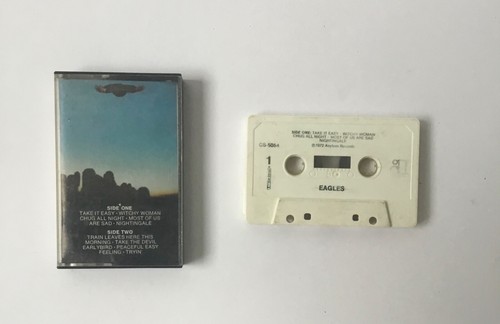 SIDE ONE
TAKE IT EASY · WITCHY WOMAN
CHUG ALL NIGHT · MOST OF US
ARE SAD · NIGHTINGALE
SIDE TWO
TRAIN LEAVES HERE THIS
MORNING · TAKE THE DEVIL
EARLYBIRD · PEACEFUL EASY
FEELING · TRYIN'
SIDE ONE: TAKE IT EASY · WITCHY WOMAN
CHUG ALL NIGHT · MOST OF US ARE SAD
NIGHTINGALE
Asylum Records
1
EAGLES